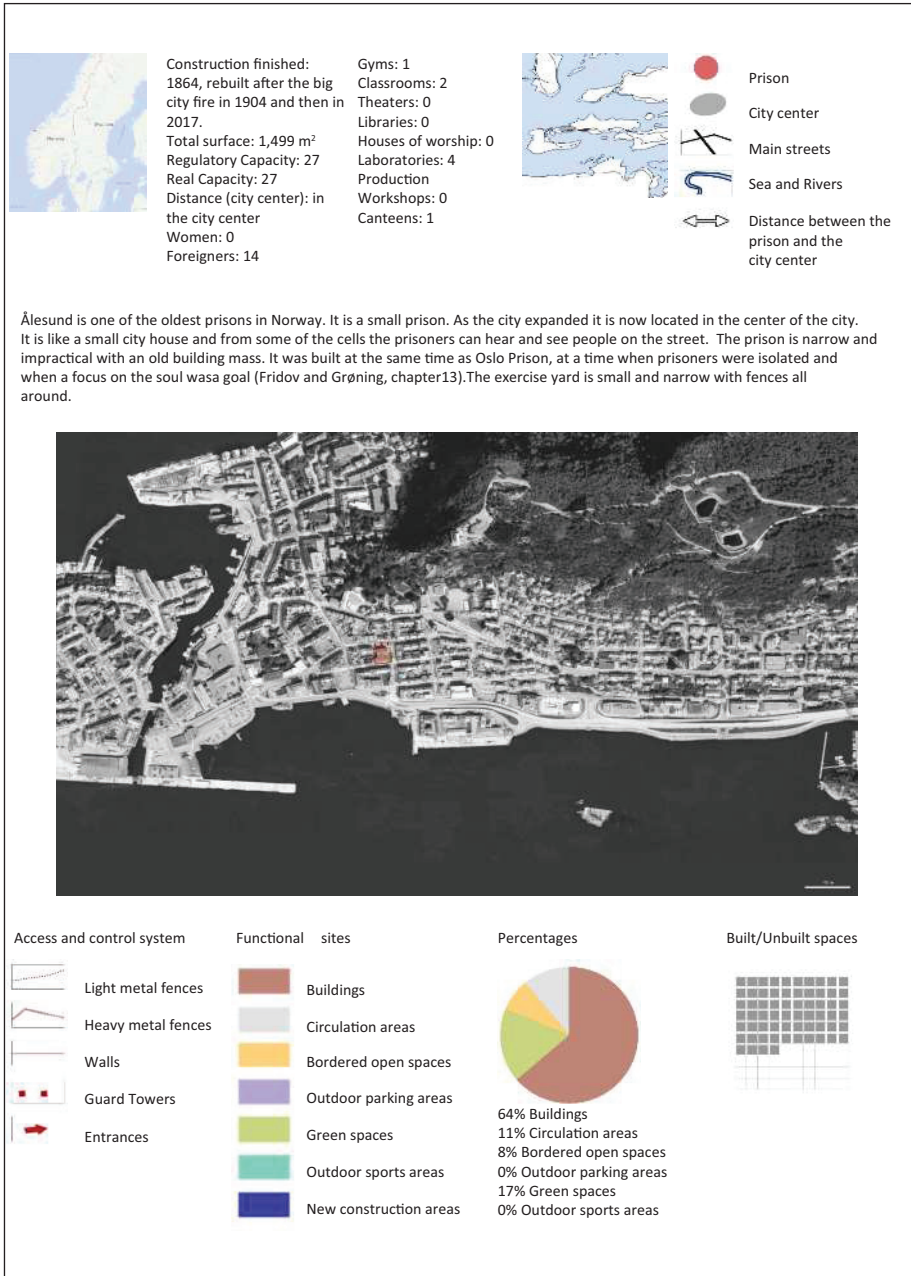 Construction finished:
1864, rebuilt after the big
city fire in 1904 and then in
2017.
Total surface: 1,499 m²
Regulatory Capacity: 27
Real Capacity: 27
Distance (city center): in
the city center
Women: 0
Foreigners: 14
Gyms: 1
Classrooms: 2
Theaters: 0
Libraries: 0
Houses of worship: 0
Laboratories: 4
Production
Workshops: 0
Canteens: 1
Prison
City center
Main streets
Sea and Rivers
Distance between the
prison and the
city center
Ålesund is one of the oldest prisons in Norway. It is a small prison. As the city expanded it is now located in the center of the city.
It is like a small city house and from some of the cells the prisoners can hear and see people on the street. The prison is narrow and
impractical with an old building mass. It was built at the same time as Oslo Prison, at a time when prisoners were isolated and
when a focus on the soul wasa goal (Fridov and Grøning, chapter13).The exercise yard is small and narrow with fences all
around.
Access and control system
Light metal fences
Heavy metal fences
Walls
Guard Towers
Entrances
Functional sites
Buildings
Circulation areas
Bordered open spaces
Outdoor parking areas
Green spaces
Outdoor sports areas
New construction areas
Percentages
64% Buildings
11% Circulation areas
8% Bordered open spaces
0% Outdoor parking areas
17% Green spaces
0% Outdoor sports areas
Built/Unbuilt spaces